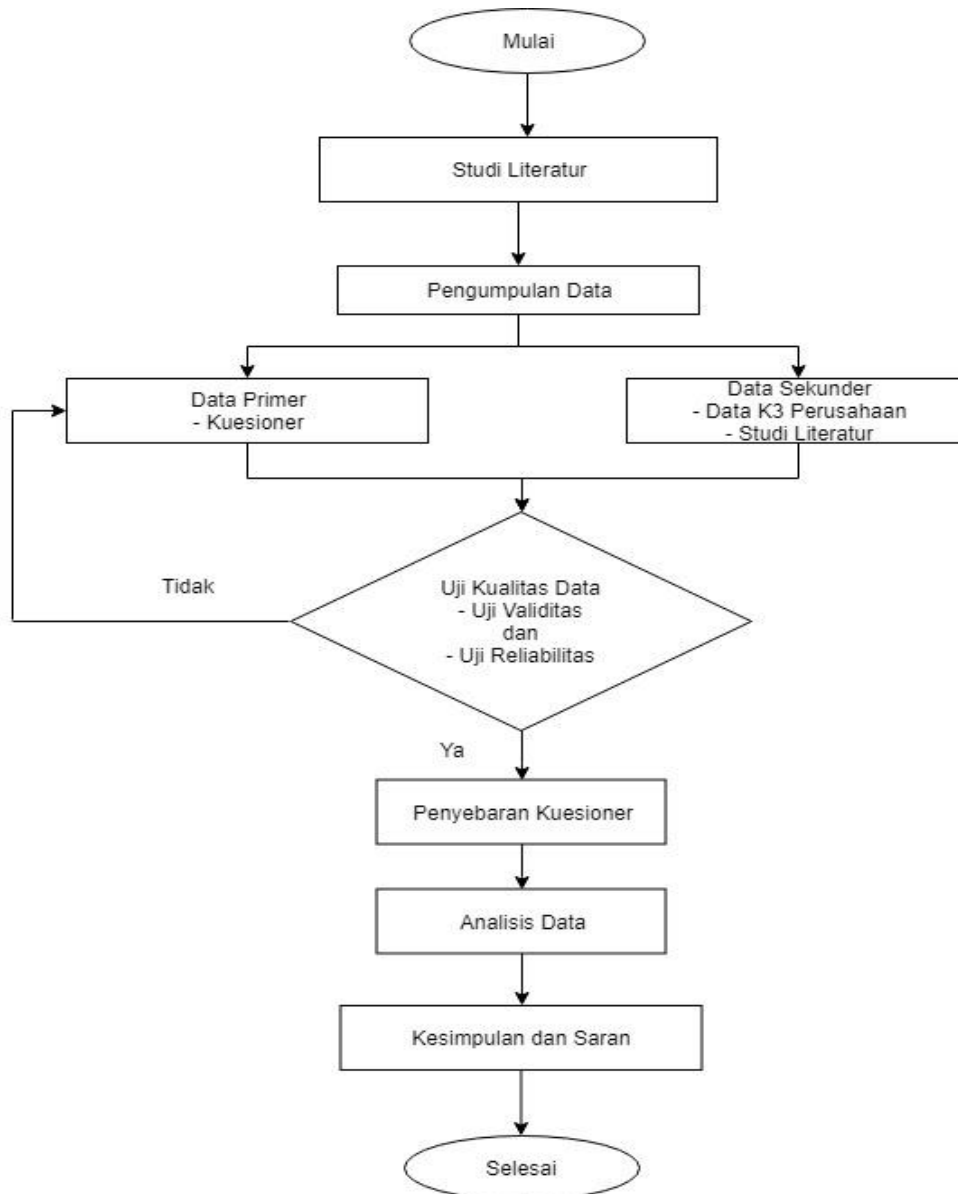 Mulai
Studi Literatur
Pengumpulan Data
Data Primer
- Kuesioner
Data Sekunder
- Data K3 Perusahaan
- Studi Literatur
Tidak
Uji Kualitas Data
- Uji Validitas
dan
- Uji Reliabilitas
Ya
Penyebaran Kuesioner
Analisis Data
Kesimpulan dan Saran
Selesai